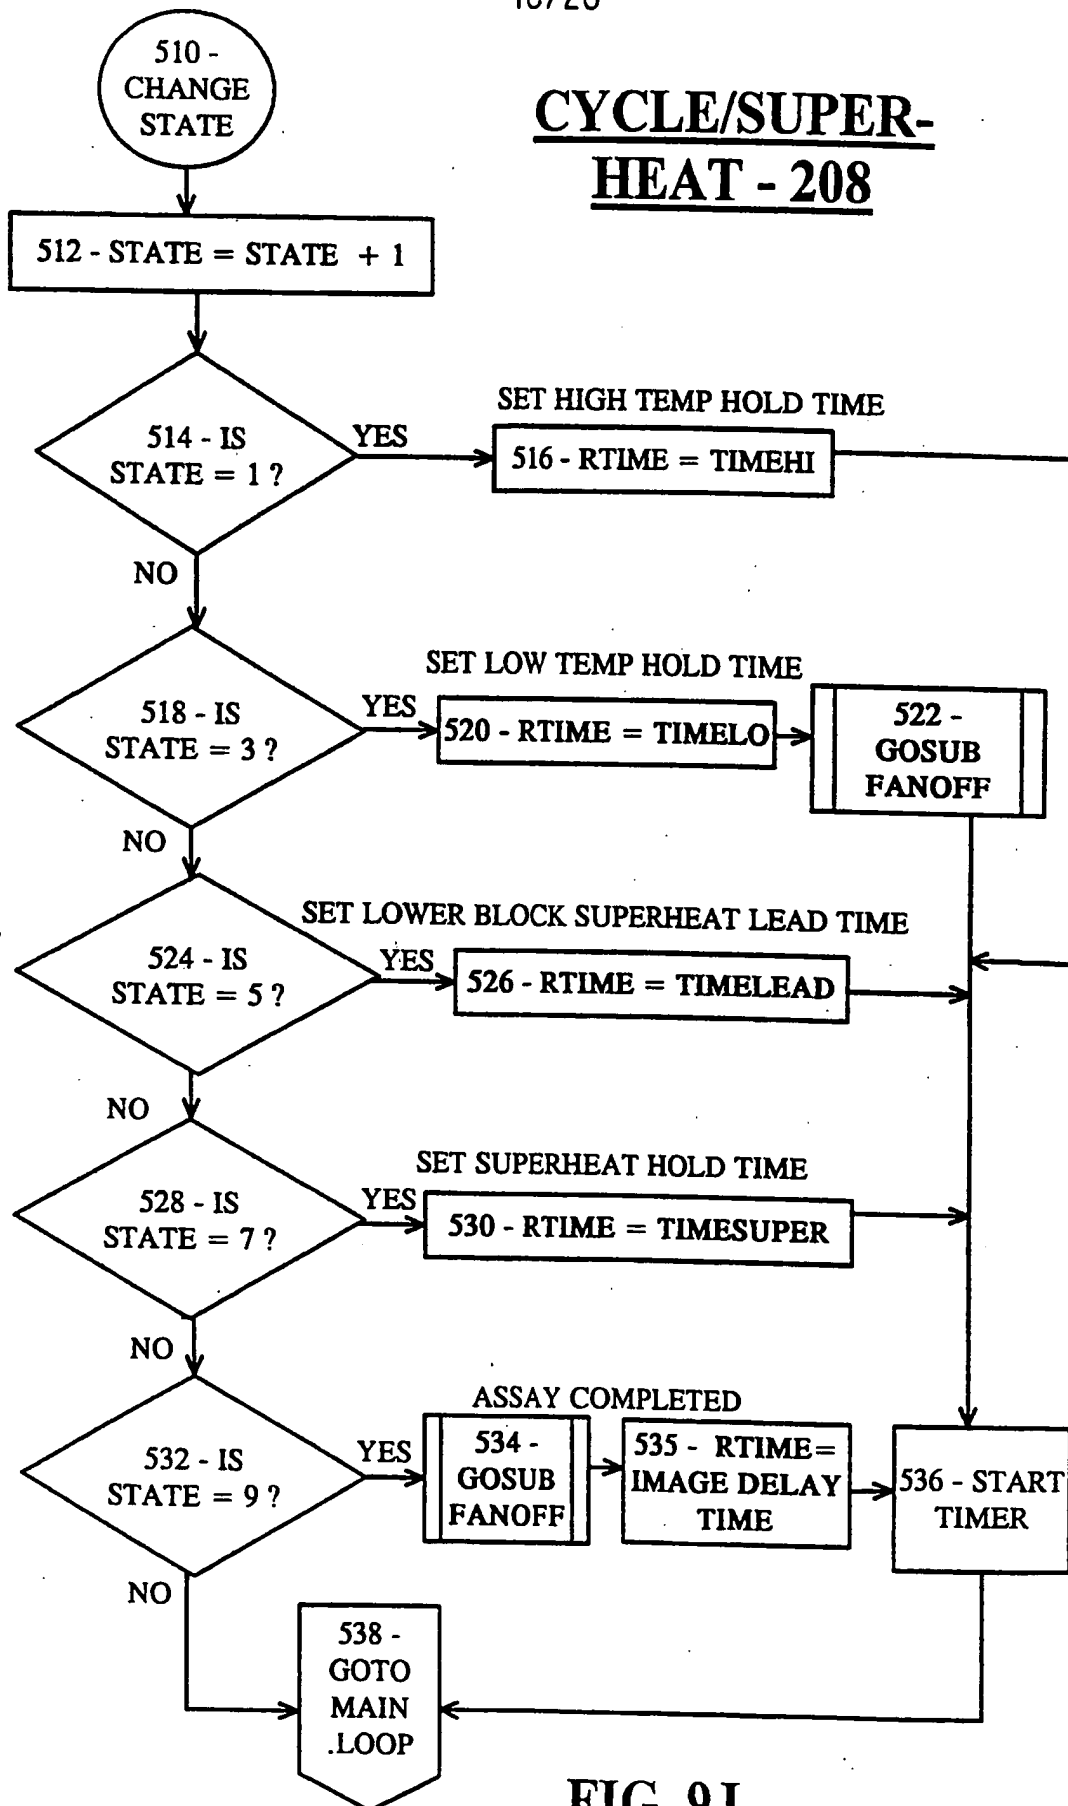 510 -
CHANGE
STATE
CYCLE/SUPER-
HEAT - 208
512 - STATE = STATE + 1
514 - IS
STATE = 1 ?
YES
SET HIGH TEMP HOLD TIME
516 - RTIME = TIMEHI
NO
518 - IS
STATE = 3 ?
YES
SET LOW TEMP HOLD TIME
520 - RTIME = TIMELO
522 -
GOSUB
FANOFF
NO
524 - IS
STATE = 5 ?
YES
SET LOWER BLOCK SUPERHEAT LEAD TIME
526 - RTIME = TIMELEAD
NO
528 - IS
STATE = 7 ?
YES
SET SUPERHEAT HOLD TIME
530 - RTIME = TIMESUPER
NO
532 - IS
STATE = 9 ?
YES
ASSAY COMPLETED
534 -
GOSUB
FANOFF
535 - RTIME=
IMAGE DELAY
TIME
536 - START
TIMER
NO
538 -
GOTO
MAIN
.LOOP